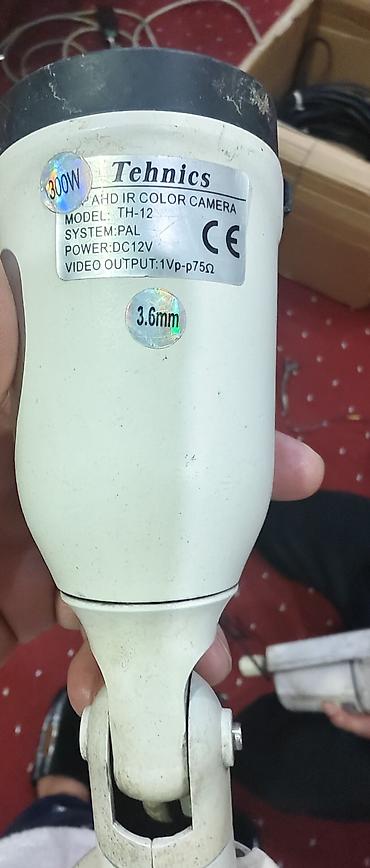 300W
Tehnics
AHD IR COLOR CAMERA
MODEL: TH-12
SYSTEM:PAL
CE
POWER:DC12V
VIDEO OUTPUT:1Vp-p75Ω
3.6mm